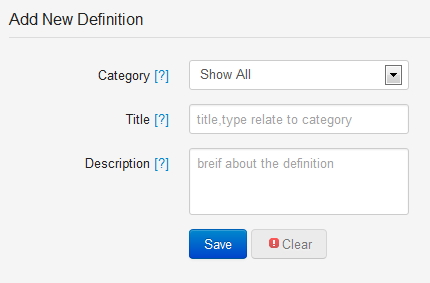 Add New Definition
Category [?] Show All
Title [?] title,type relate to category
Description [?] breif about the definition
Save Clear